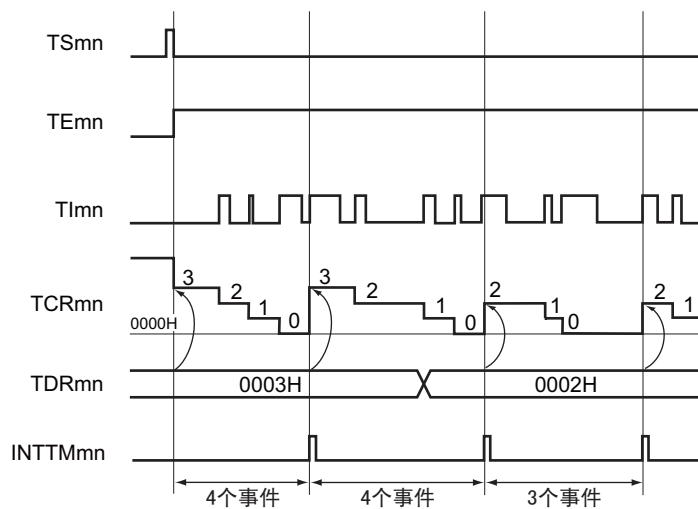 TSmn
TEmn
TImn
TCRmn
3 2 1 0 3 2 1 0 2 1 0 2 1
0000H
TDRmn
0003H 0002H
INTTMmn
4个事件 4个事件 3个事件